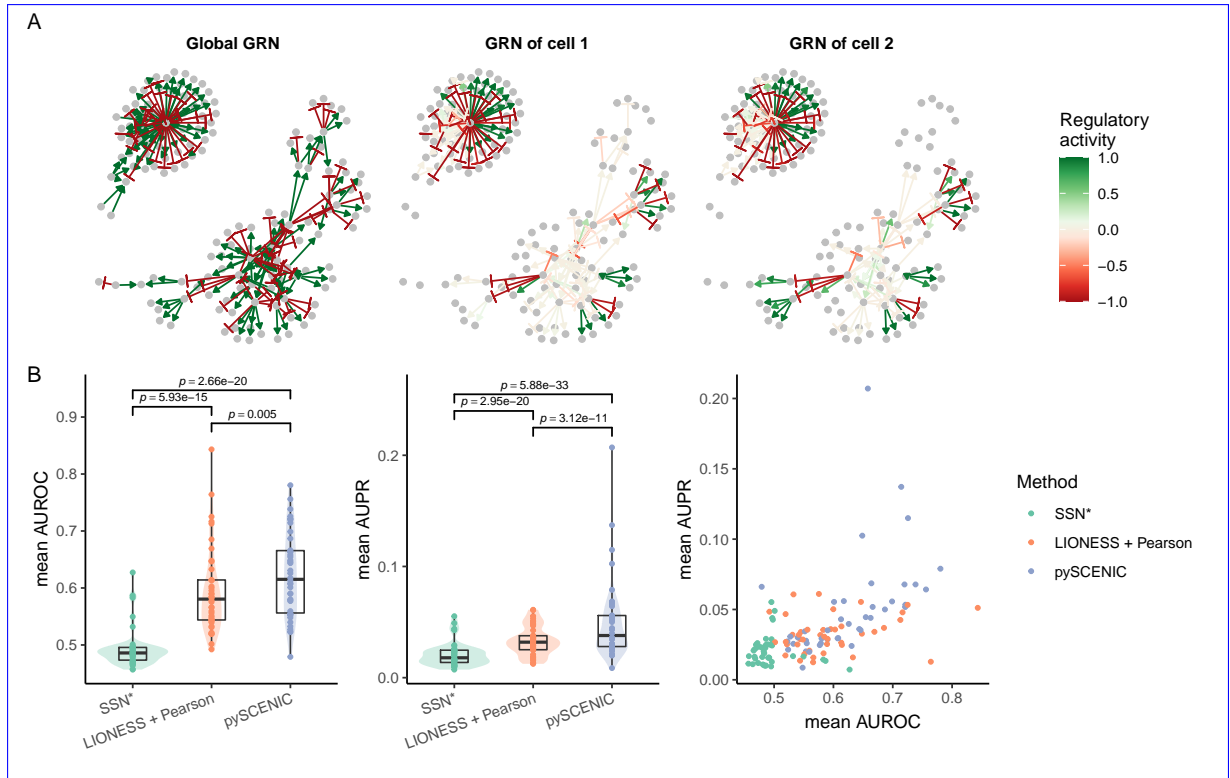 A
Global GRN
GRN of cell 1
GRN of cell 2
Regulatory
activity
1.0
0.5
0.0
−0.5
−1.0
B
p = 2.66e−20
p = 5.93e−15
p = 0.005
mean AUROC
0.9
0.8
0.7
0.6
0.5
SSN*
LIONESS + Pearson
pySCENIC
p = 5.88e−33
p = 2.95e−20
p = 3.12e−11
mean AUPR
0.2
0.1
0.0
SSN*
LIONESS + Pearson
pySCENIC
mean AUPR
0.20
0.15
0.10
0.05
0.00
0.5
0.6
0.7
0.8
mean AUROC
Method
SSN*
LIONESS + Pearson
pySCENIC